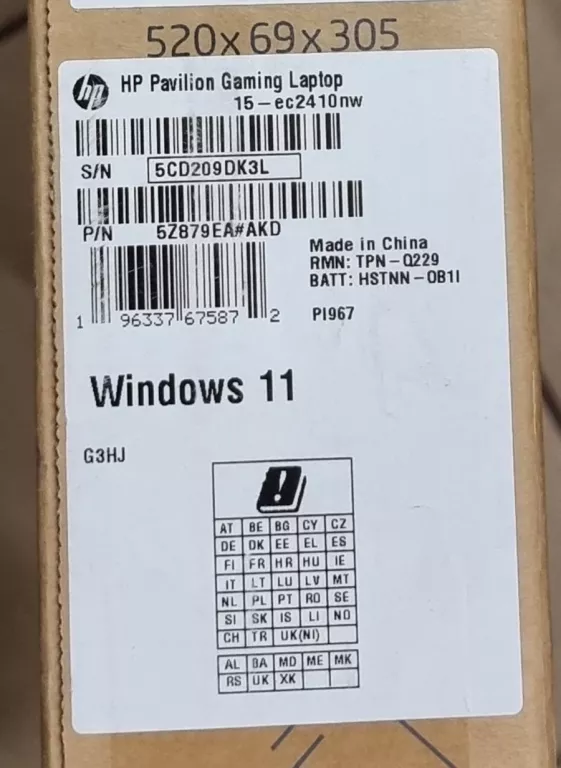 520x69x305
hp HP Pavilion Gaming Laptop
15-ec2410nw
S/N 5CD209DK3L
P/N 5Z879EA#AKD
Made in China
RMN: TPN-Q229
BATT: HSTNN-OB1I
1 96337 67587 2
PI967
Windows 11
G3HJ
!
AT BE BG CY CZ
DE DK EE EL ES
FI FR HR HU IE
IT LT LU LV MT
NL PL PT RO SE
SI SK IS LI NO
CH TR UK(NI)
AL BA MD ME MK
RS UK XK